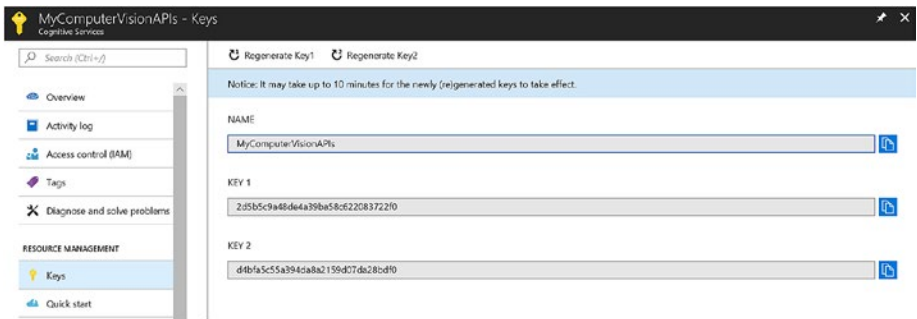 MyComputerVisionAPIs - Keys
Cognitive Services
Search (Ctrl+/)
Overview
Activity log
Access control (IAM)
Tags
Diagnose and solve problems
RESOURCE MANAGEMENT
Keys
Quick start
Regenerate Key1 Regenerate Key2
Notice: It may take up to 10 minutes for the newly (re)generated keys to take effect.
NAME
MyComputerVisionAPIs
KEY 1
2d5b5c9a48de4a39ba58c622083722f0
KEY 2
d4bfa5c55a394da8a2159d07da28bdf0